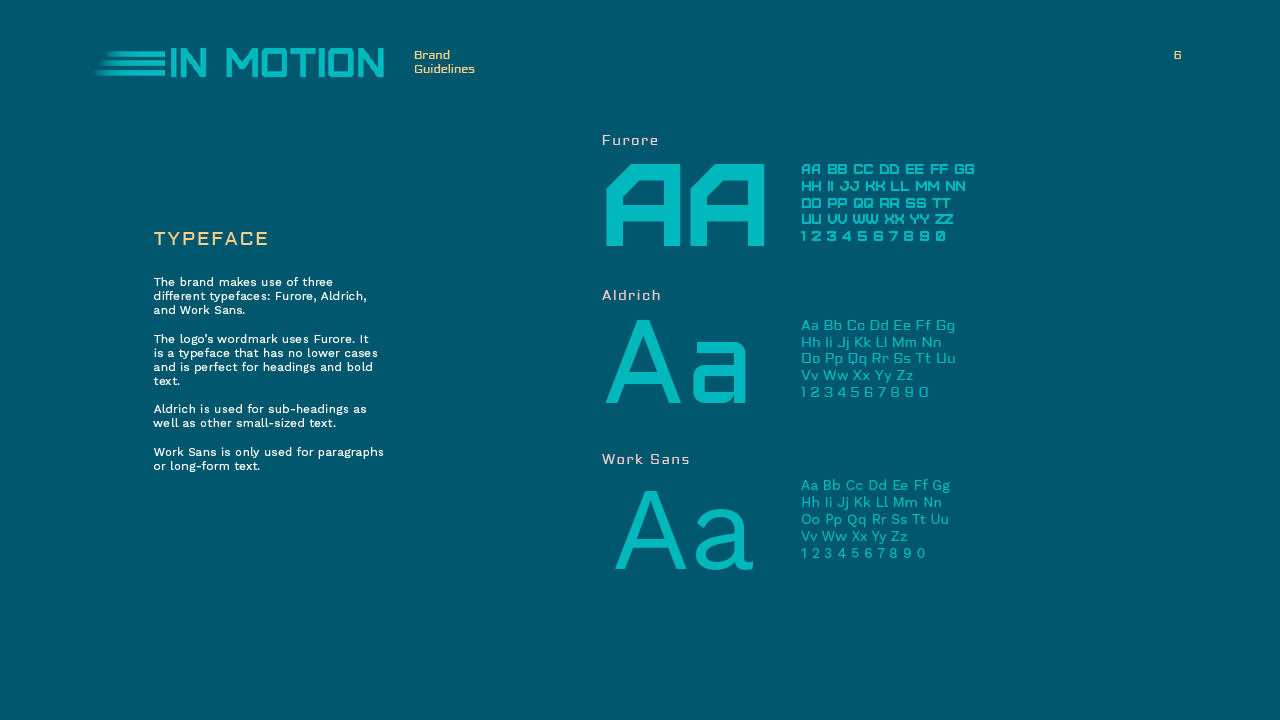 IN MOTION
Brand
Guidelines
6
TYPEFACE
The brand makes use of three
different typefaces: Furore, Aldrich,
and Work Sans.
The logo’s wordmark uses Furore. It
is a typeface that has no lower cases
and is perfect for headings and bold
text.
Aldrich is used for sub-headings as
well as other small-sized text.
Work Sans is only used for paragraphs
or long-form text.
Furore
AA
AA BB CC DD EE FF GG
HH II JJ KK LL MM NN
OO PP QQ RR SS TT
UU VV WW XX YY ZZ
1 2 3 4 5 6 7 8 9 0
Aldrich
Aa
Aa Bb Cc Dd Ee Ff Gg
Hh Ii Jj Kk Ll Mm Nn
Oo Pp Qq Rr Ss Tt Uu
Vv Ww Xx Yy Zz
1 2 3 4 5 6 7 8 9 0
Work Sans
Aa
Aa Bb Cc Dd Ee Ff Gg
Hh Ii Jj Kk Ll Mm Nn
Oo Pp Qq Rr Ss Tt Uu
Vv Ww Xx Yy Zz
1 2 3 4 5 6 7 8 9 0